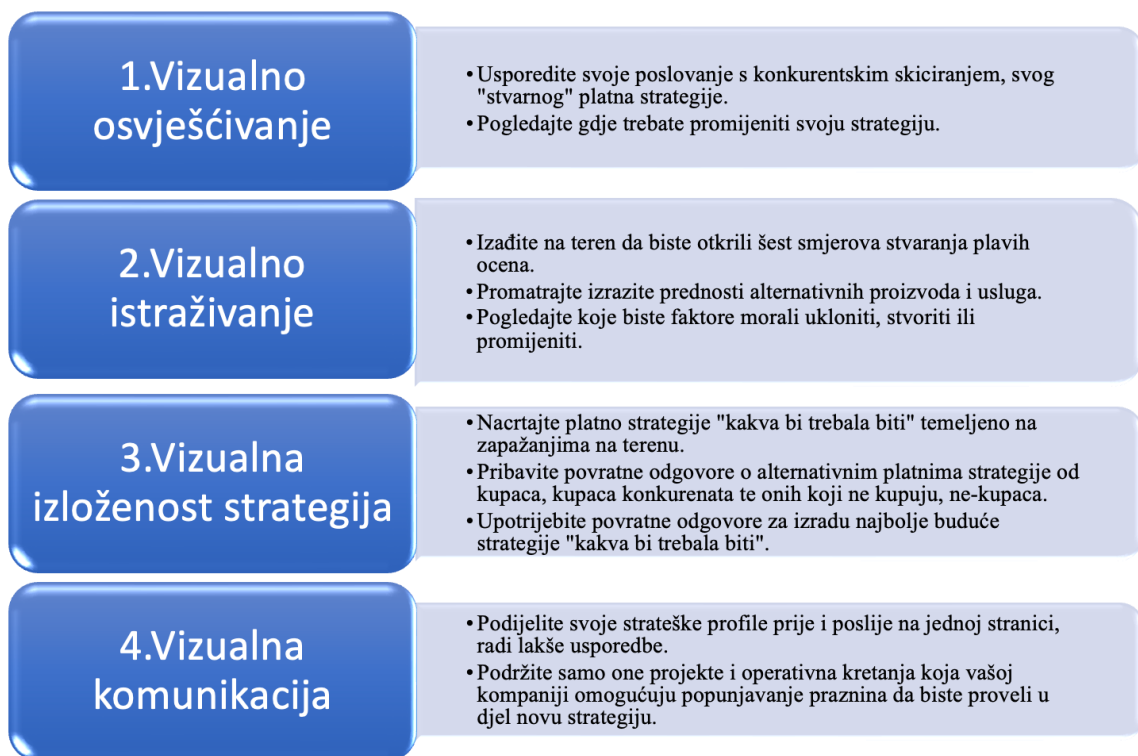 1.Vizualno
osvješćivanje
•Usporedite svoje poslovanje s konkurentskim skiciranjem, svog
"stvarnog" platna strategije.
•Pogledajte gdje trebate promijeniti svoju strategiju.
2.Vizualno
istraživanje
•Izađite na teren da biste otkrili šest smjerova stvaranja plavih
ocena.
•Promatrajte izrazite prednosti alternativnih proizvoda i usluga.
•Pogledajte koje biste faktore morali ukloniti, stvoriti ili
promijeniti.
3.Vizualna
izloženost strategija
•Nacrtajte platno strategije "kakva bi trebala biti" temeljeno na
zapažanjima na terenu.
•Pribavite povratne odgovore o alternativnim platnima strategije od
kupaca, kupaca konkurenata te onih koji ne kupuju, ne-kupaca.
•Upotrijebite povratne odgovore za izradu najbolje buduće
strategije "kakva bi trebala biti".
4.Vizualna
komunikacija
•Podijelite svoje strateške profile prije i poslije na jednoj stranici,
radi lakše usporedbe.
•Podržite samo one projekte i operativna kretanja koja vašoj
kompaniji omogućuju popunjavanje praznina da biste proveli u
djel novu strategiju.